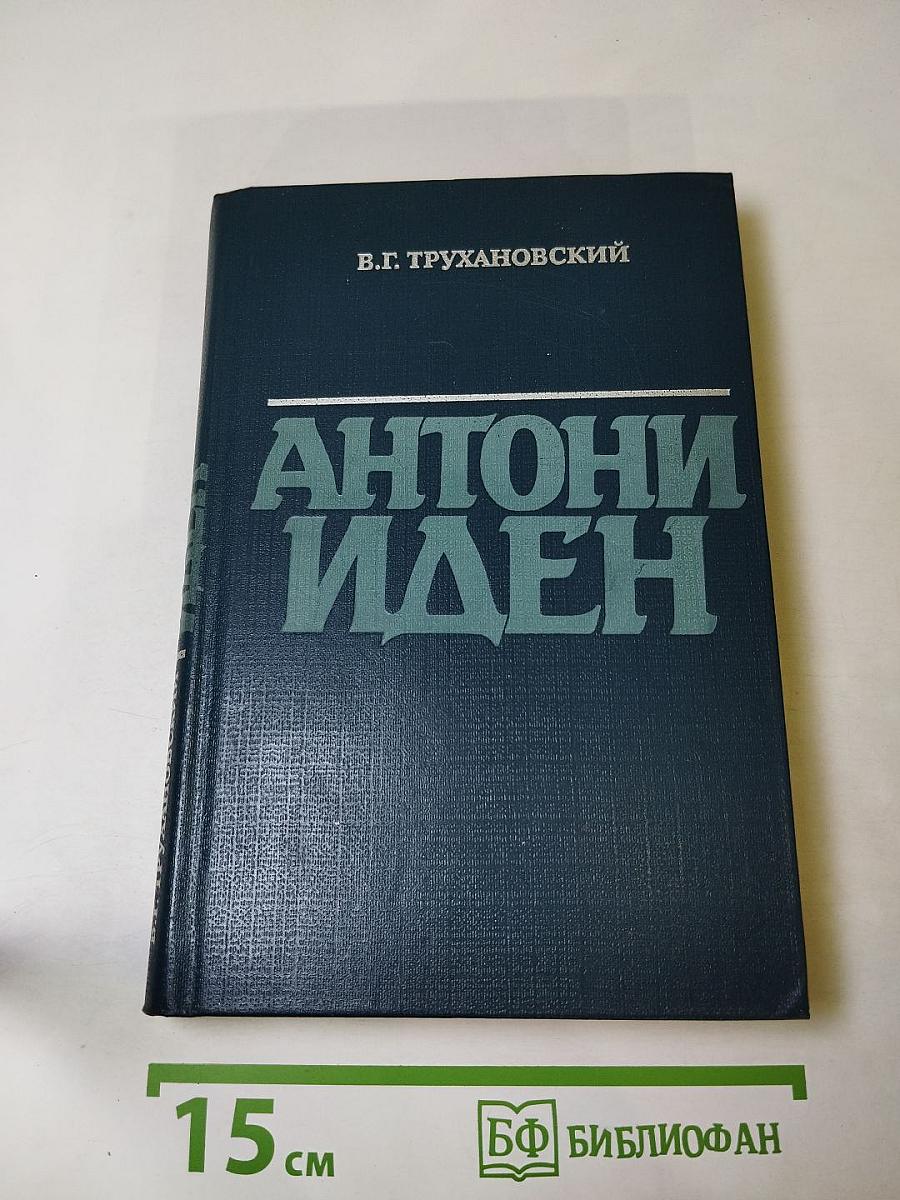 В.Г. ТРУХАНОВСКИЙ
АНТОНИ
ИДЕН
15 см
БФ БИБЛИОФАН